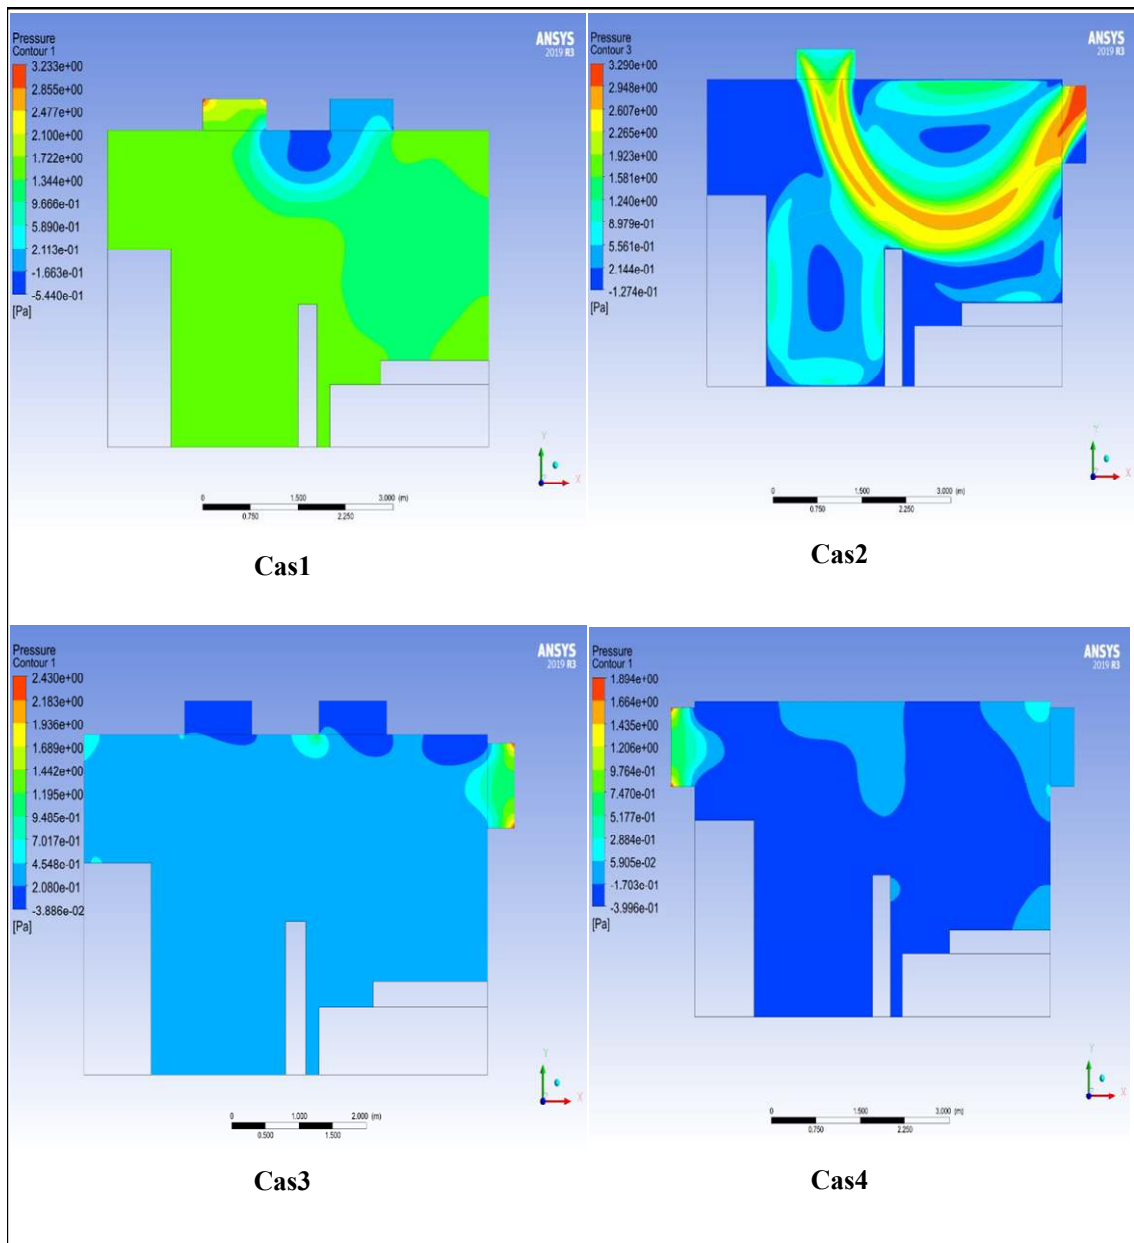 Pressure
Contour 1
3.233e+00
2.855e+00
2.477e+00
2.100e+00
1.722e+00
1.344e+00
9.666e-01
5.890e-01
2.113e-01
-1.663e-01
-5.440e-01
[Pa]
ANSYS
2019 R3
Y
X
0
1.500
3.000 (m)
0.750
2.250
Cas1
Pressure
Contour 3
3.290e+00
2.948e+00
2.607e+00
2.265e+00
1.923e+00
1.581e+00
1.240e+00
8.979e-01
5.561e-01
2.144e-01
-1.274e-01
[Pa]
ANSYS
2019 R3
Y
X
0
1.500
3.000 (m)
0.750
2.250
Cas2
Pressure
Contour 1
2.430e+00
2.183e+00
1.936e+00
1.689e+00
1.442e+00
1.195e+00
9.485e-01
7.017e-01
4.548e-01
2.080e-01
-3.886e-02
[Pa]
ANSYS
2019 R3
Y
X
0
1.000
2.000 (m)
0.500
1.500
Cas3
Pressure
Contour 1
1.894e+00
1.664e+00
1.435e+00
1.206e+00
9.764e-01
7.470e-01
5.177e-01
2.884e-01
5.905e-02
-1.703e-01
-3.996e-01
[Pa]
ANSYS
2019 R3
Y
X
0
1.500
3.000 (m)
0.750
2.250
Cas4